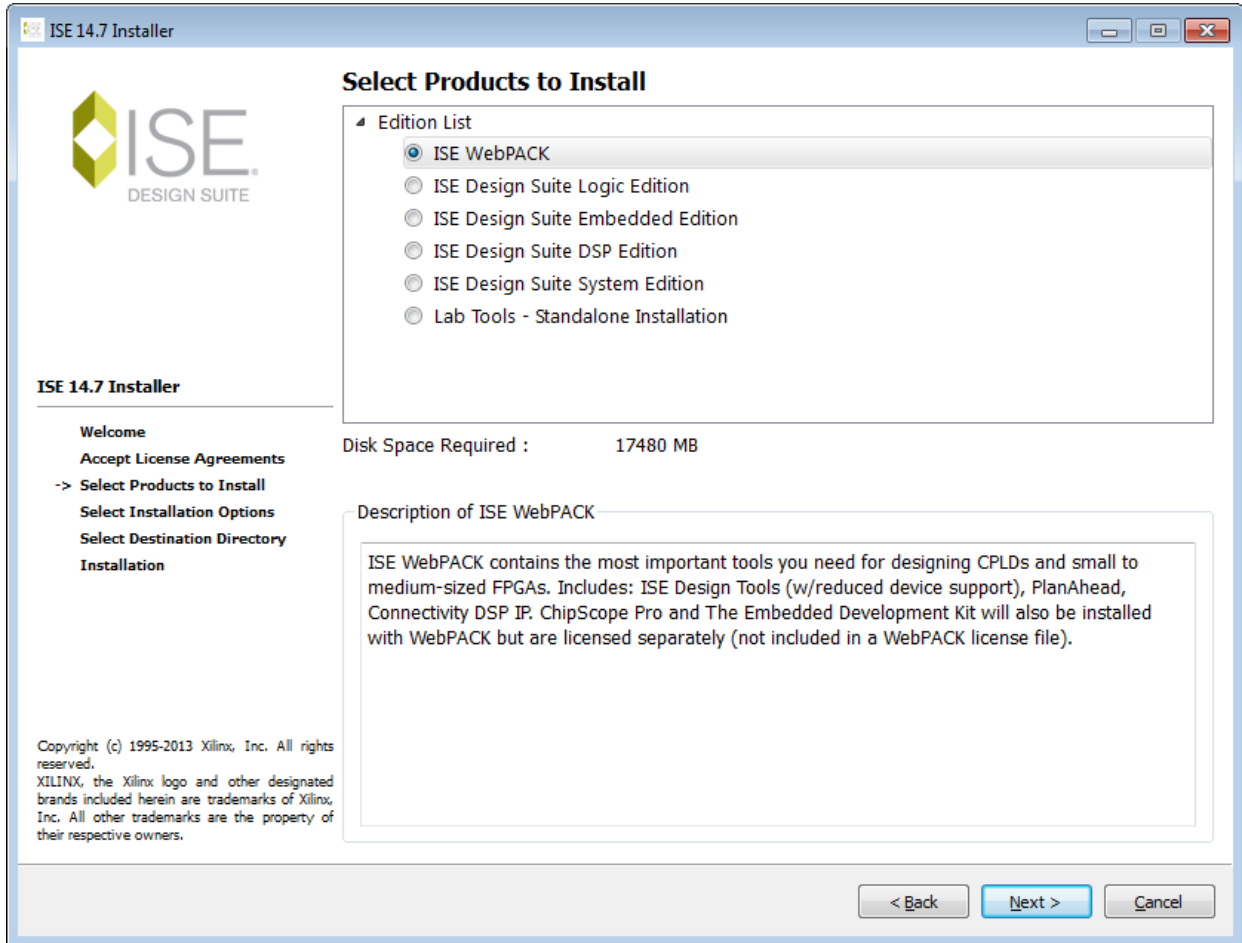 ISE 14.7 Installer
ISE
DESIGN SUITE
ISE 14.7 Installer
Welcome
Accept License Agreements
-> Select Products to Install
Select Installation Options
Select Destination Directory
Installation
Copyright (c) 1995-2013 Xilinx, Inc. All rights
reserved.
XILINX, the Xilinx logo and other designated
brands included herein are trademarks of Xilinx,
Inc. All other trademarks are the property of
their respective owners.
Select Products to Install
Edition List
ISE WebPACK
ISE Design Suite Logic Edition
ISE Design Suite Embedded Edition
ISE Design Suite DSP Edition
ISE Design Suite System Edition
Lab Tools - Standalone Installation
Disk Space Required : 17480 MB
Description of ISE WebPACK
ISE WebPACK contains the most important tools you need for designing CPLDs and small to
medium-sized FPGAs. Includes: ISE Design Tools (w/reduced device support), PlanAhead,
Connectivity DSP IP. ChipScope Pro and The Embedded Development Kit will also be installed
with WebPACK but are licensed separately (not included in a WebPACK license file).
< Back Next > Cancel